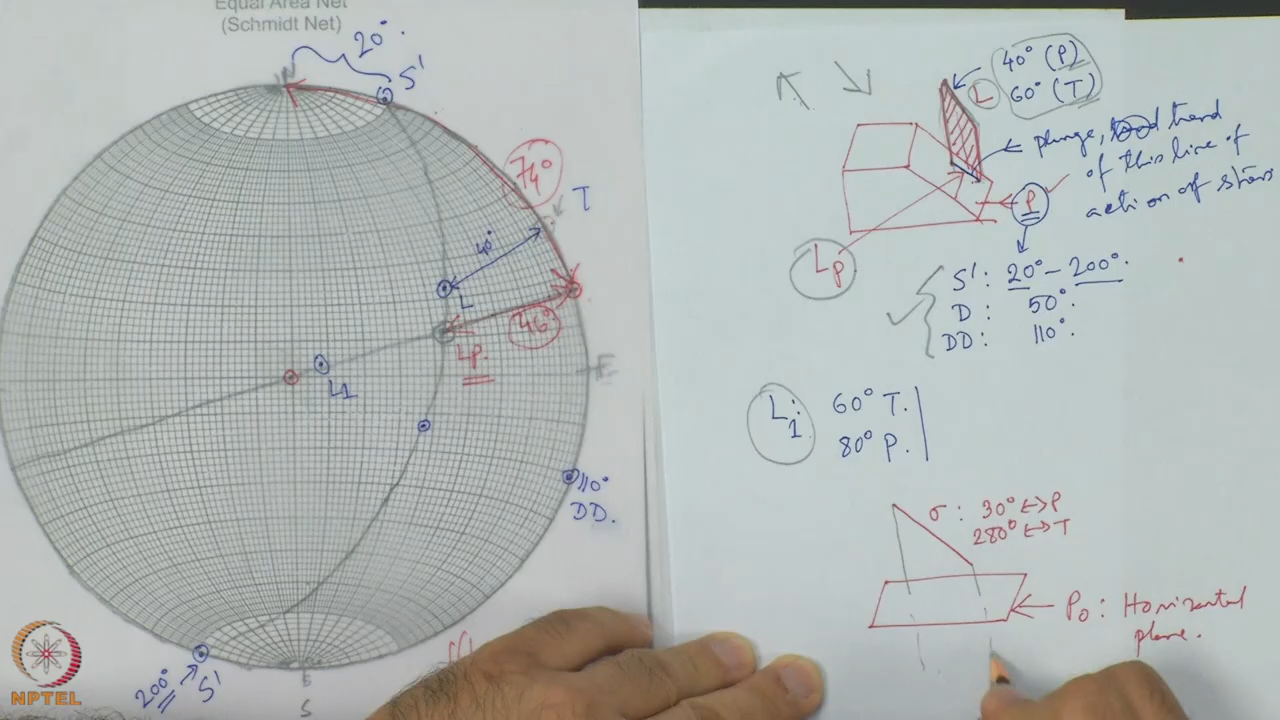 Equal Area Net
(Schmidt Net)
N
20°.
S'
74°
T
40°
L
46°
LP.
L1
E
110°
DD.
200°
S'
S
NPTEL
40° (P)
L
60° (T)
plunge, trend
of this line of
action of stress
P
Lp
S': 20° - 200°.
D : 50°.
DD: 110°.
L1: 60° T.
80° P.
σ : 30° ↔ P
280° ↔ T
P0 : Horizontal
plane.